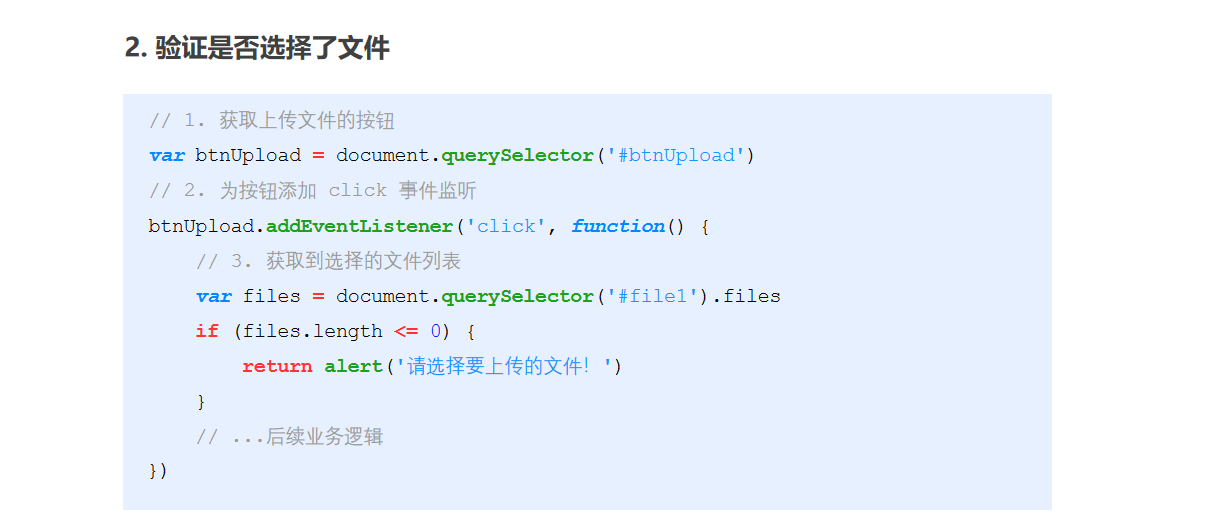 2. 验证是否选择了文件
// 1. 获取上传文件的按钮
var btnUpload = document.querySelector('#btnUpload')
// 2. 为按钮添加 click 事件监听
btnUpload.addEventListener('click', function() {
    // 3. 获取到选择的文件列表
    var files = document.querySelector('#file1').files
    if (files.length <= 0) {
        return alert('请选择要上传的文件！')
    }
    // ...后续业务逻辑
})